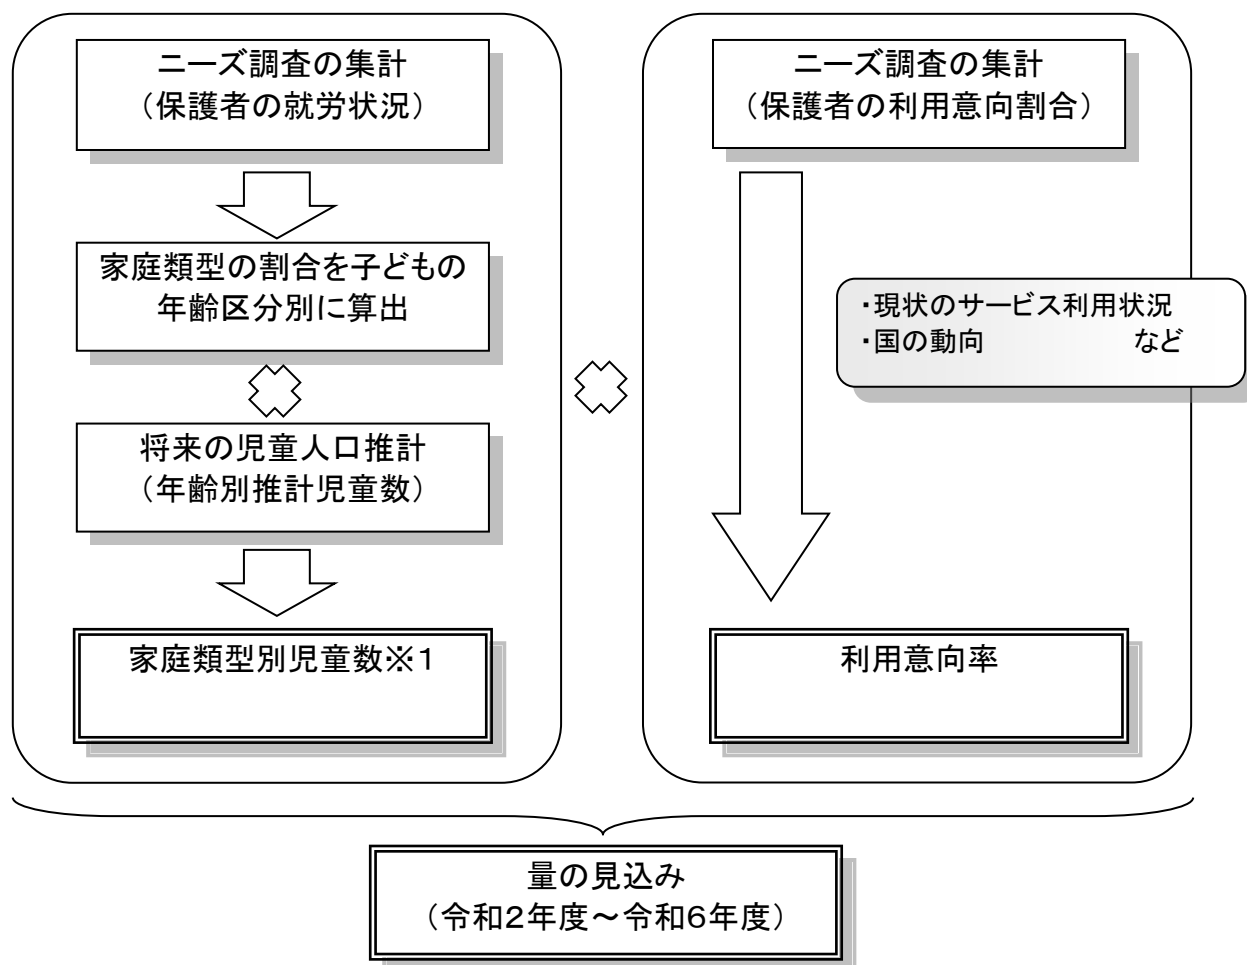 ニーズ調査の集計
（保護者の就労状況）
家庭類型の割合を子どもの
年齢区分別に算出
将来の児童人口推計
（年齢別推計児童数）
家庭類型別児童数※１
ニーズ調査の集計
（保護者の利用意向割合）
・現状のサービス利用状況
・国の動向　　　　　など
利用意向率
量の見込み
（令和２年度～令和６年度）